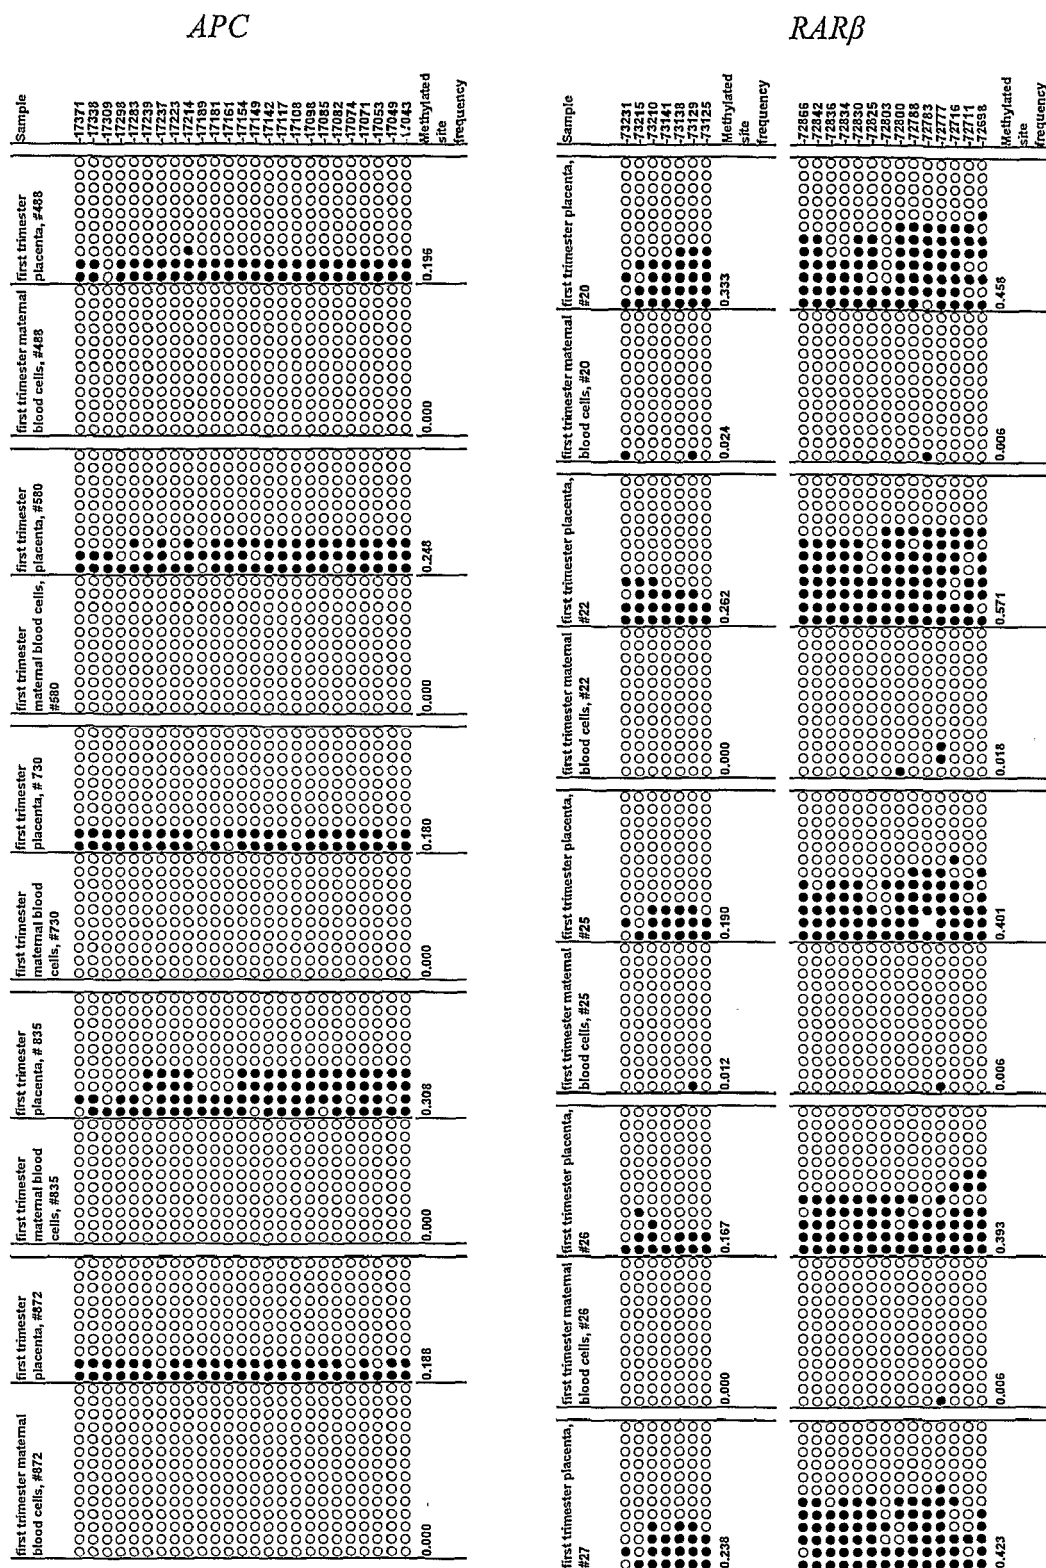 APC
RARβ
Sample
-17371
-17338
-17309
-17298
-17283
-17239
-17237
-17223
-17214
-17189
-17181
-17161
-17154
-17149
-17142
-17117
-17108
-17098
-17085
-17082
-17074
-17071
-17053
-17049
-17043
Methylated
site
frequency
first trimester
placenta, #488
0.196
first trimester maternal
blood cells, #488
0.000
first trimester
placenta, #580
0.248
first trimester
maternal blood cells,
#580
0.000
first trimester
placenta, # 730
0.180
first trimester
maternal blood
cells, #730
0.000
first trimester
placenta, # 835
0.308
first trimester
maternal blood
cells, #835
0.000
first trimester
placenta, #872
0.188
first trimester maternal
blood cells, #872
0.000
Sample
-73231
-73215
-73210
-73141
-73138
-73129
-73125
Methylated
site
frequency
-72866
-72842
-72836
-72834
-72830
-72825
-72803
-72800
-72788
-72783
-72777
-72716
-72711
-72698
Methylated
site
frequency
first trimester placenta,
#20
0.333
0.458
first trimester maternal
blood cells, #20
0.024
0.006
first trimester placenta,
#22
0.262
0.571
first trimester maternal
blood cells, #22
0.000
0.018
first trimester placenta,
#25
0.190
0.401
first trimester maternal
blood cells, #25
0.012
0.006
first trimester placenta,
#26
0.167
0.393
first trimester maternal
blood cells, #26
0.000
0.006
first trimester placenta,
#27
0.238
0.423